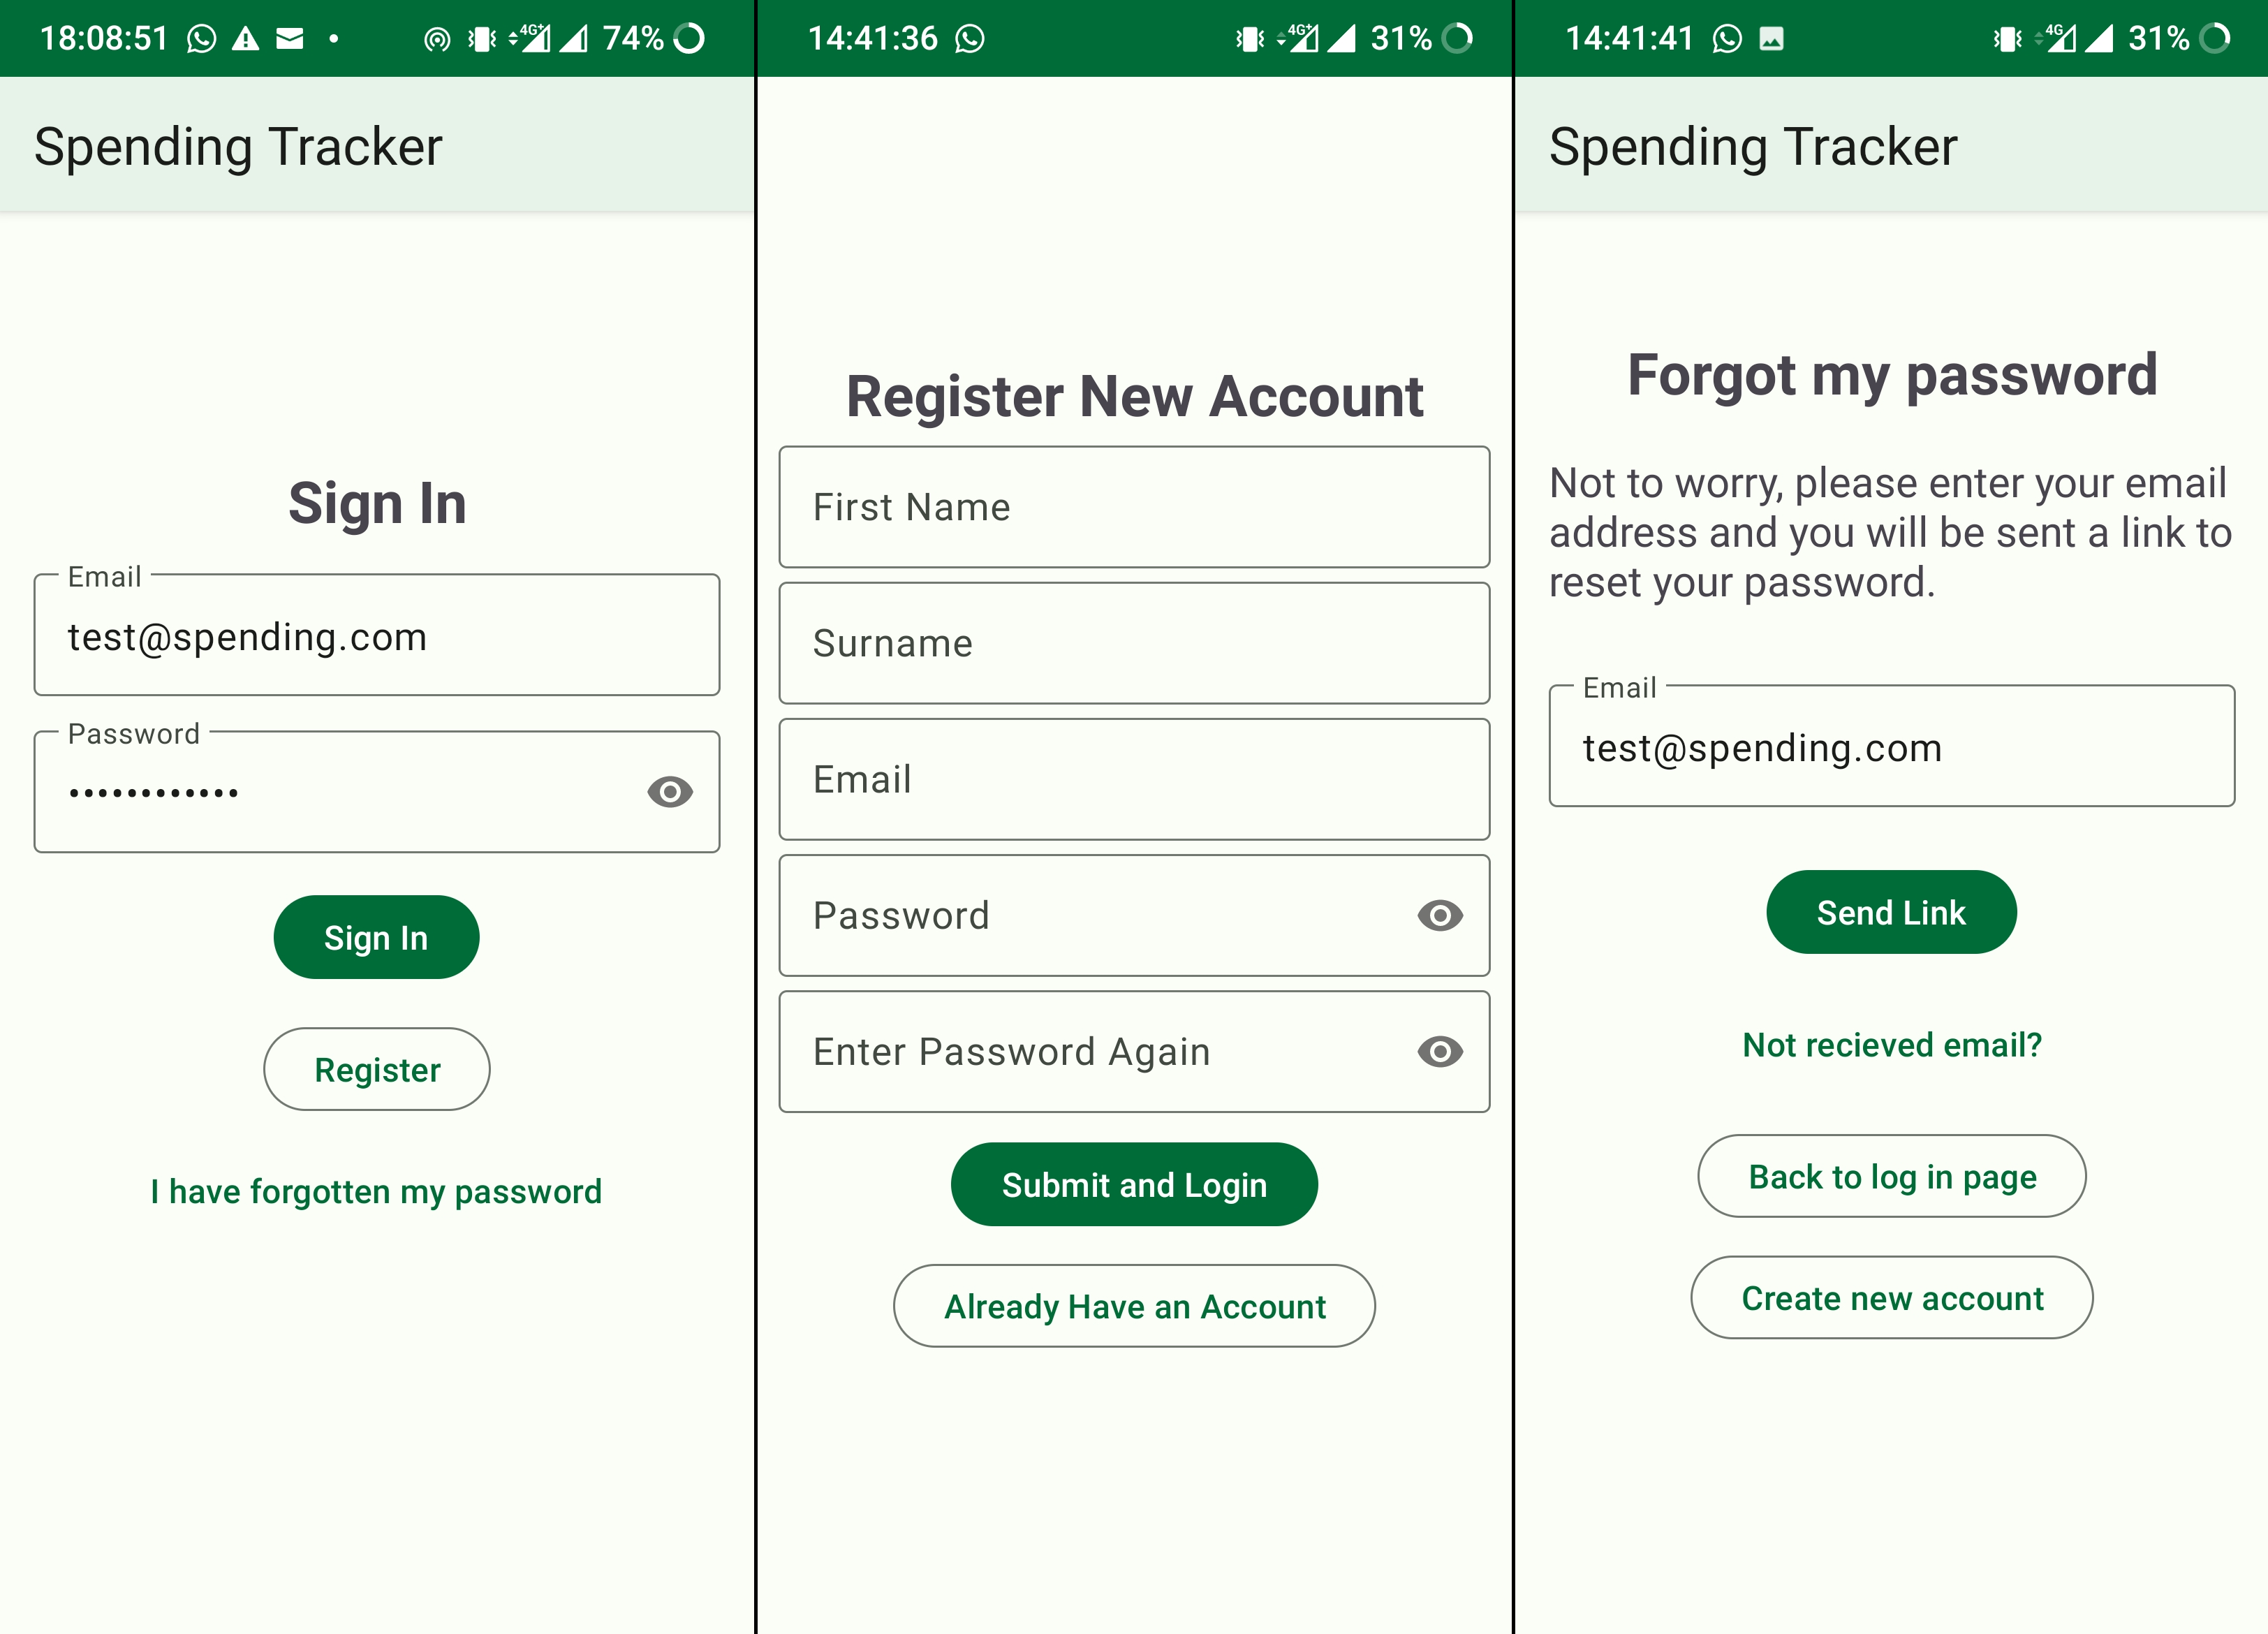 18:08:51 4G+ 74%
Spending Tracker
Sign In
Email
test@spending.com
Password
••••••••••••
Sign In
Register
I have forgotten my password
14:41:36 4G+ 31%
Register New Account
First Name
Surname
Email
Password
Enter Password Again
Submit and Login
Already Have an Account
14:41:41 4G 31%
Spending Tracker
Forgot my password
Not to worry, please enter your email
address and you will be sent a link to
reset your password.
Email
test@spending.com
Send Link
Not recieved email?
Back to log in page
Create new account